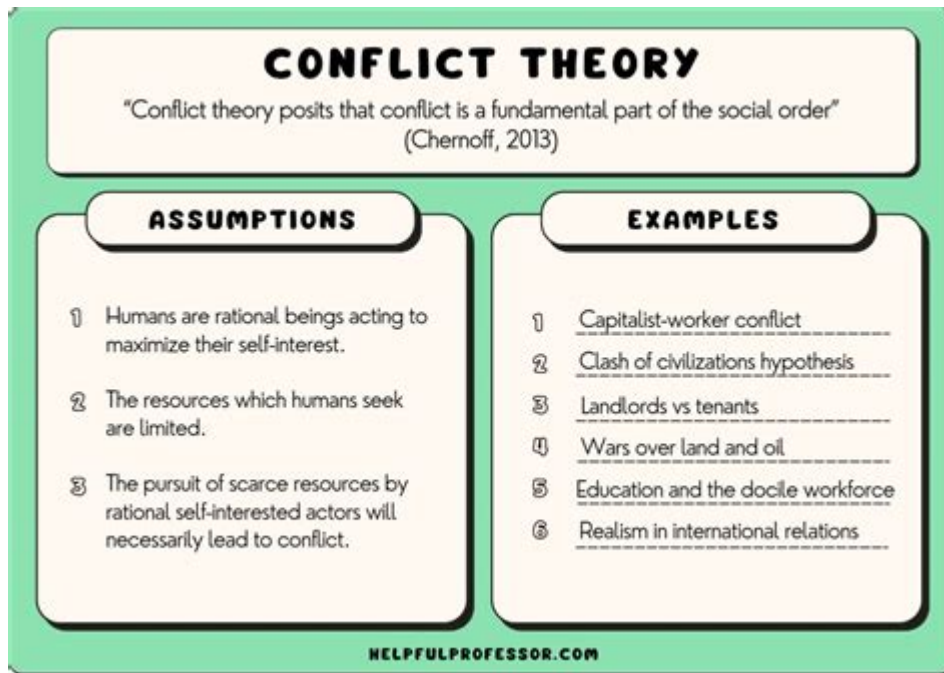 CONFLICT THEORY
"Conflict theory posits that conflict is a fundamental part of the social order"
(Chernoff, 2013)
ASSUMPTIONS
1 Humans are rational beings acting to
maximize their self-interest.
2 The resources which humans seek
are limited.
3 The pursuit of scarce resources by
rational self-interested actors will
necessarily lead to conflict.
EXAMPLES
1 Capitalist-worker conflict
2 Clash of civilizations hypothesis
3 Landlords vs tenants
4 Wars over land and oil
5 Education and the docile workforce
6 Realism in international relations
HELPFULPROFESSOR.COM